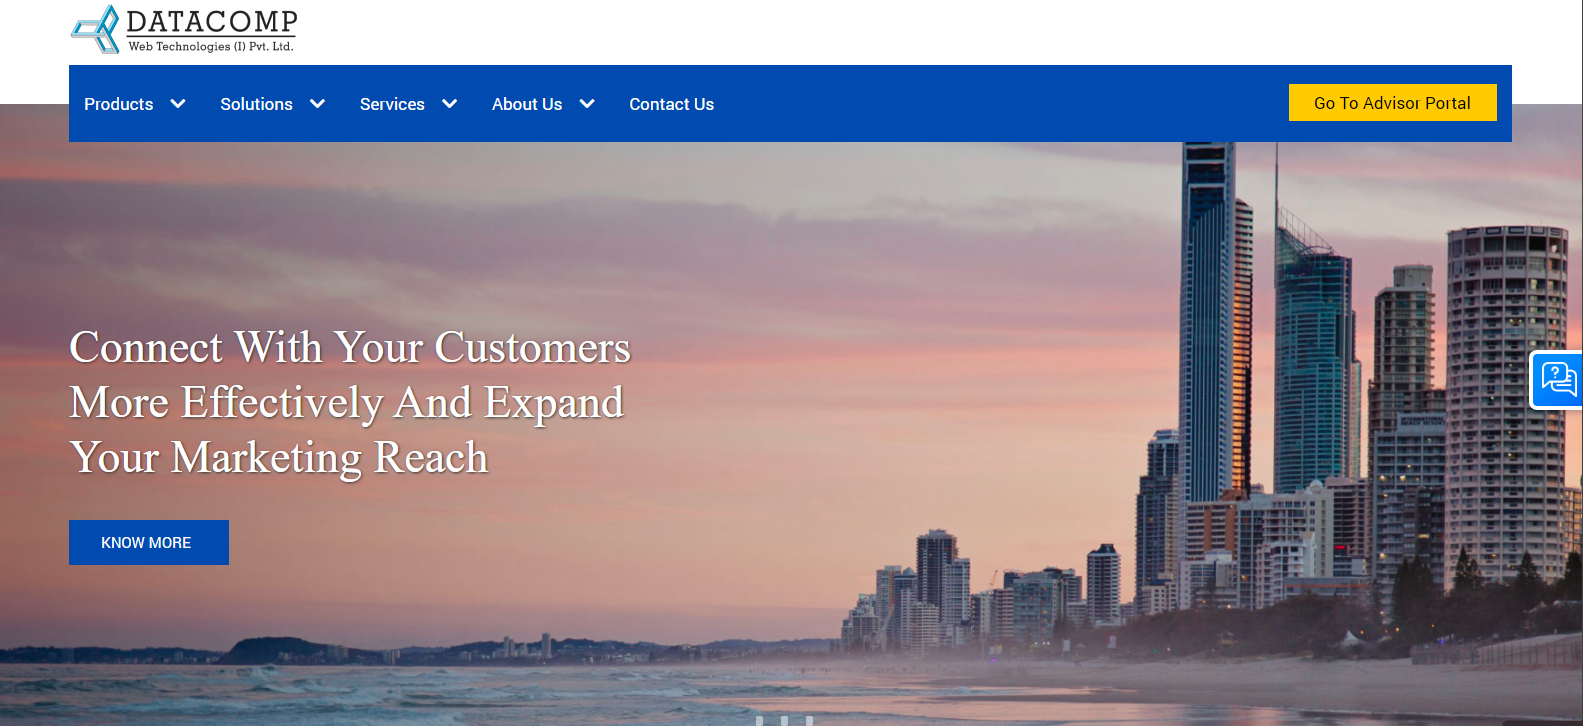 DATACOMP
Web Technologies (I) Pvt. Ltd.
Products Solutions Services About Us Contact Us Go To Advisor Portal
Connect With Your Customers
More Effectively And Expand
Your Marketing Reach
KNOW MORE
?